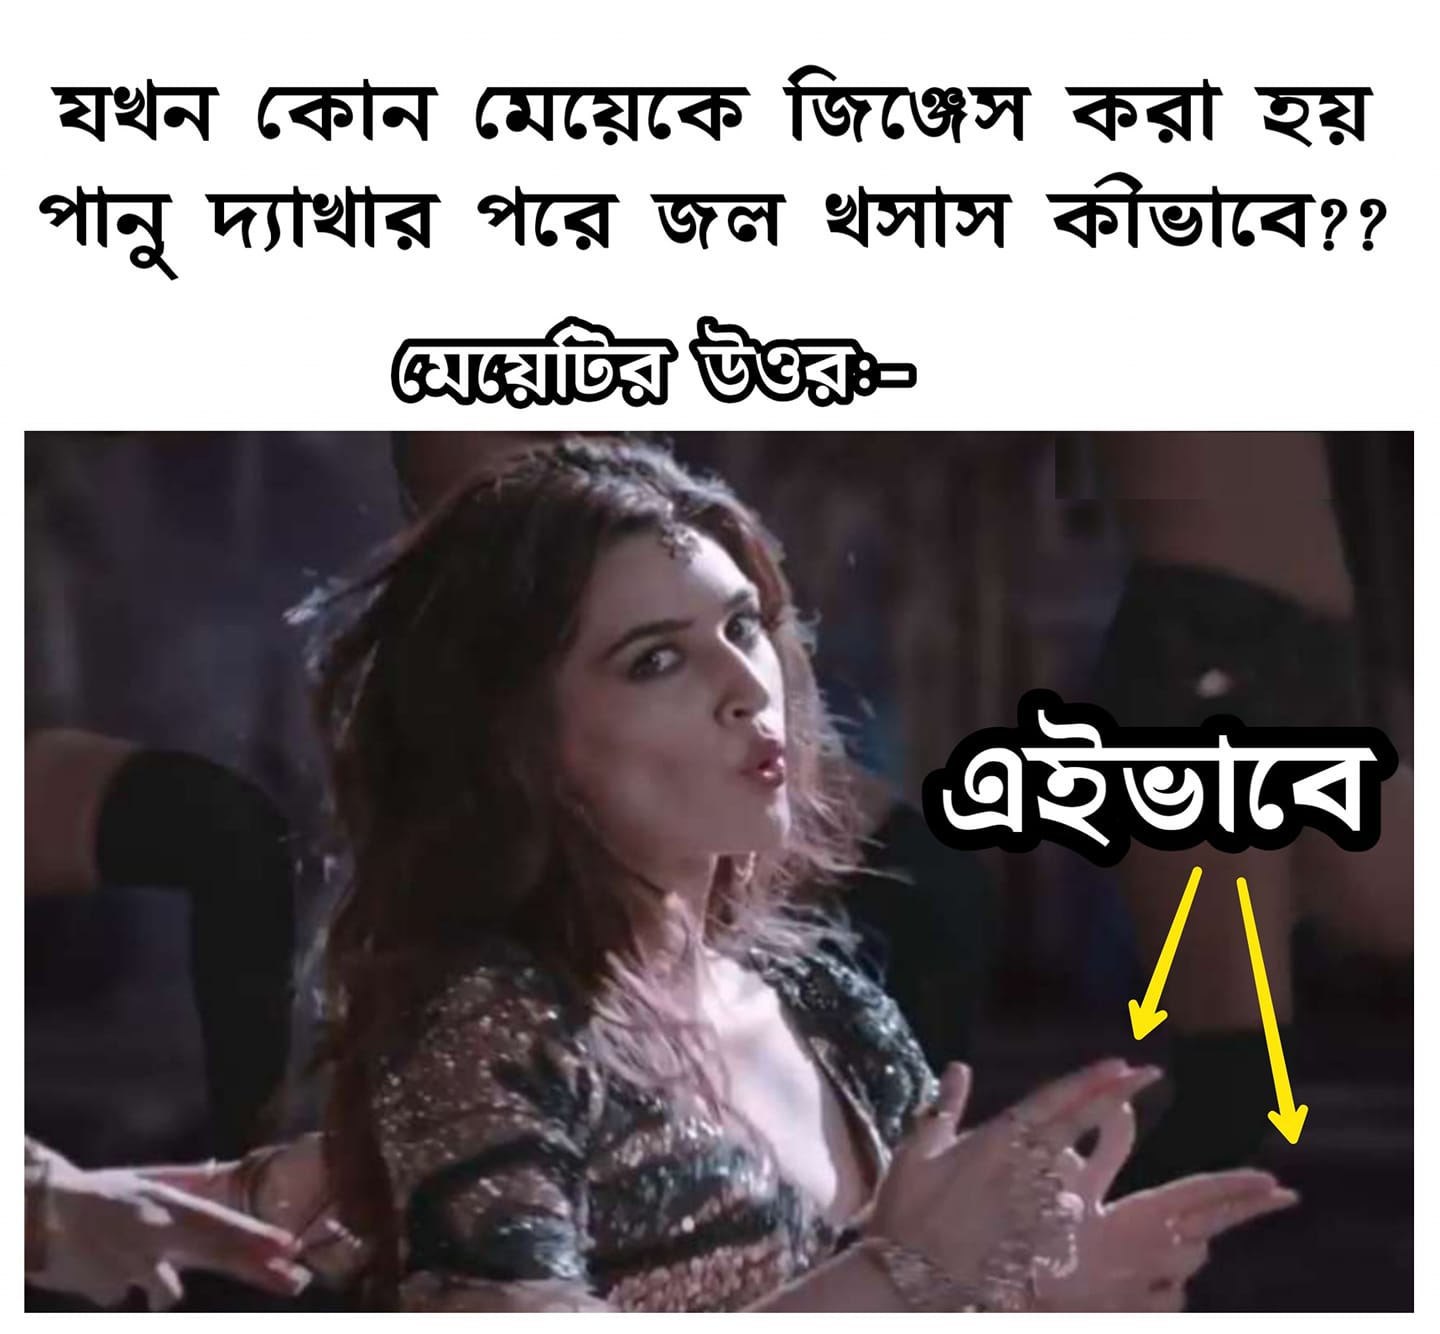 যখন কোন মেয়েকে জিজ্ঞেস করা হয়
পানু দ্যাখার পরে জল খসাস কীভাবে??
মেয়েটির উওর:-
এইভাবে